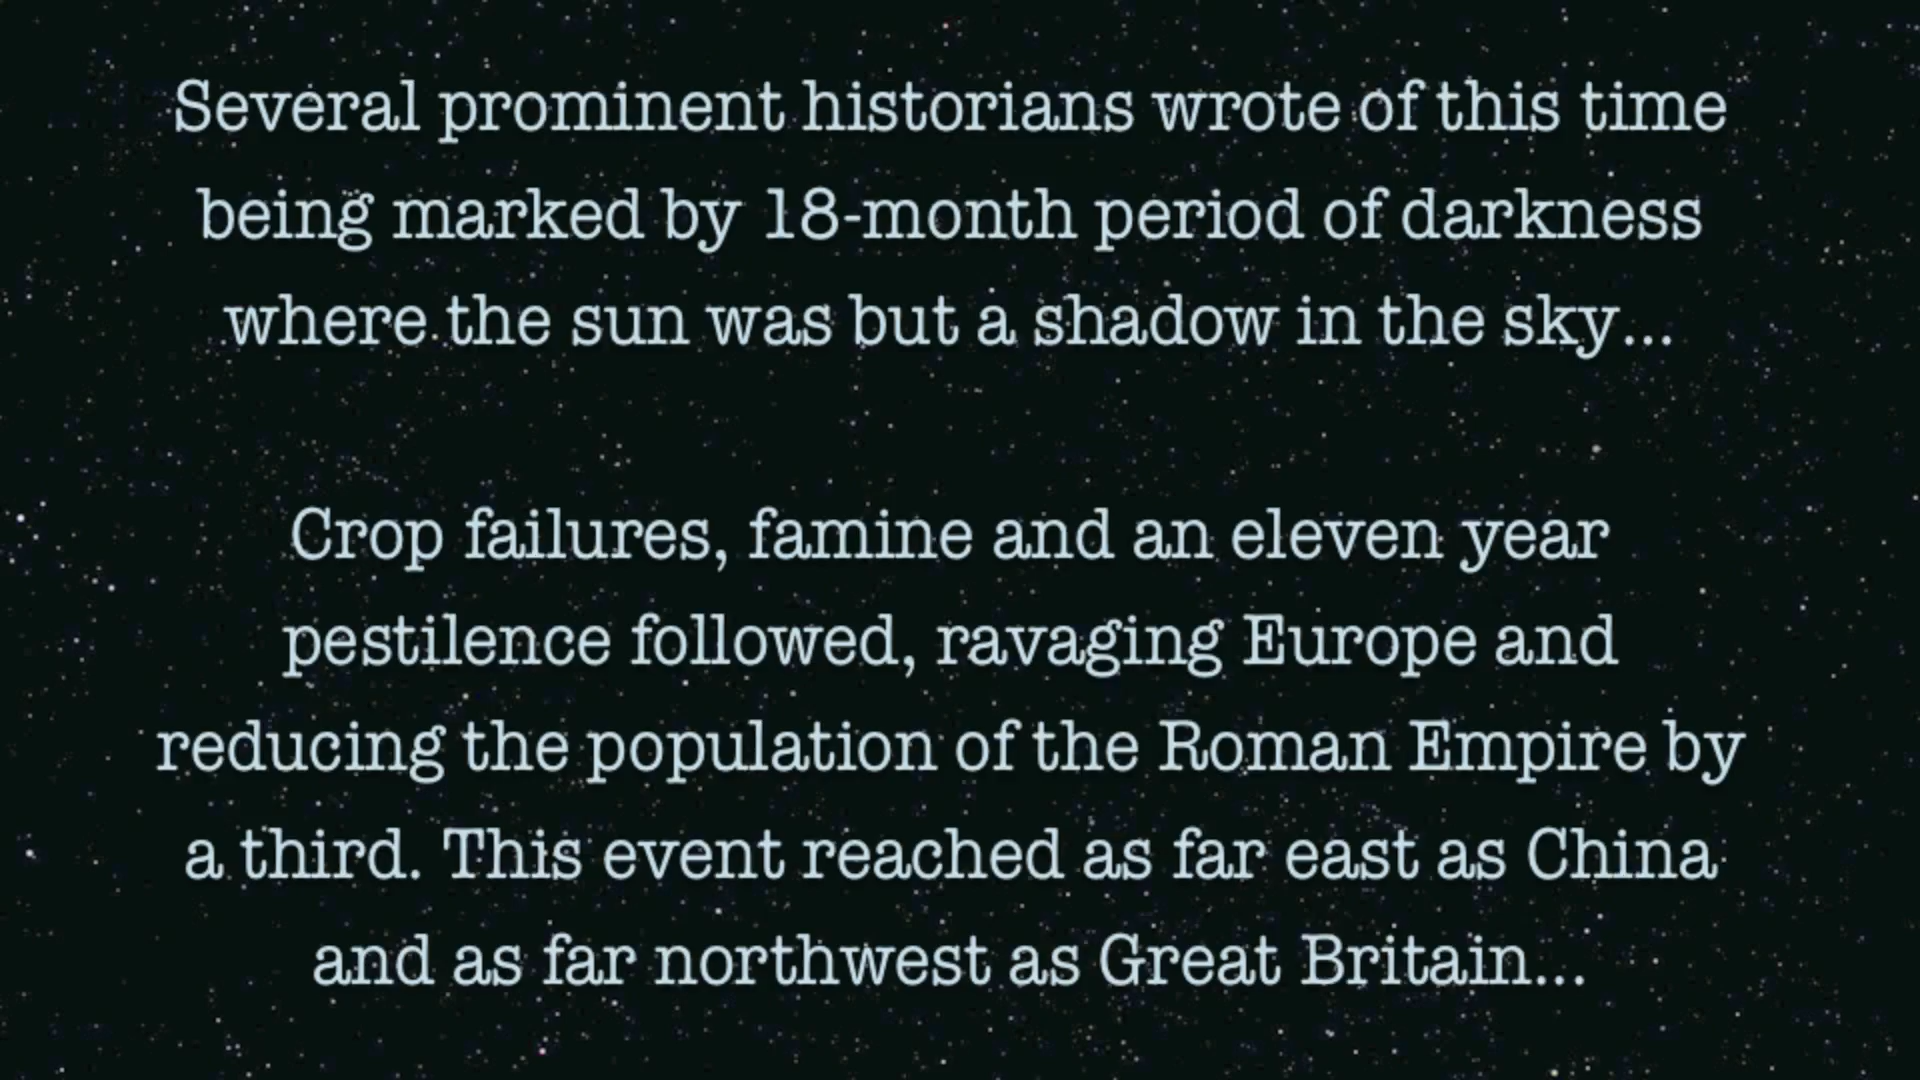 Several prominent historians wrote of this time
being marked by 18-month period of darkness
where the sun was but a shadow in the sky...
Crop failures, famine and an eleven year
pestilence followed, ravaging Europe and
reducing the population of the Roman Empire by
a third. This event reached as far east as China
and as far northwest as Great Britain...